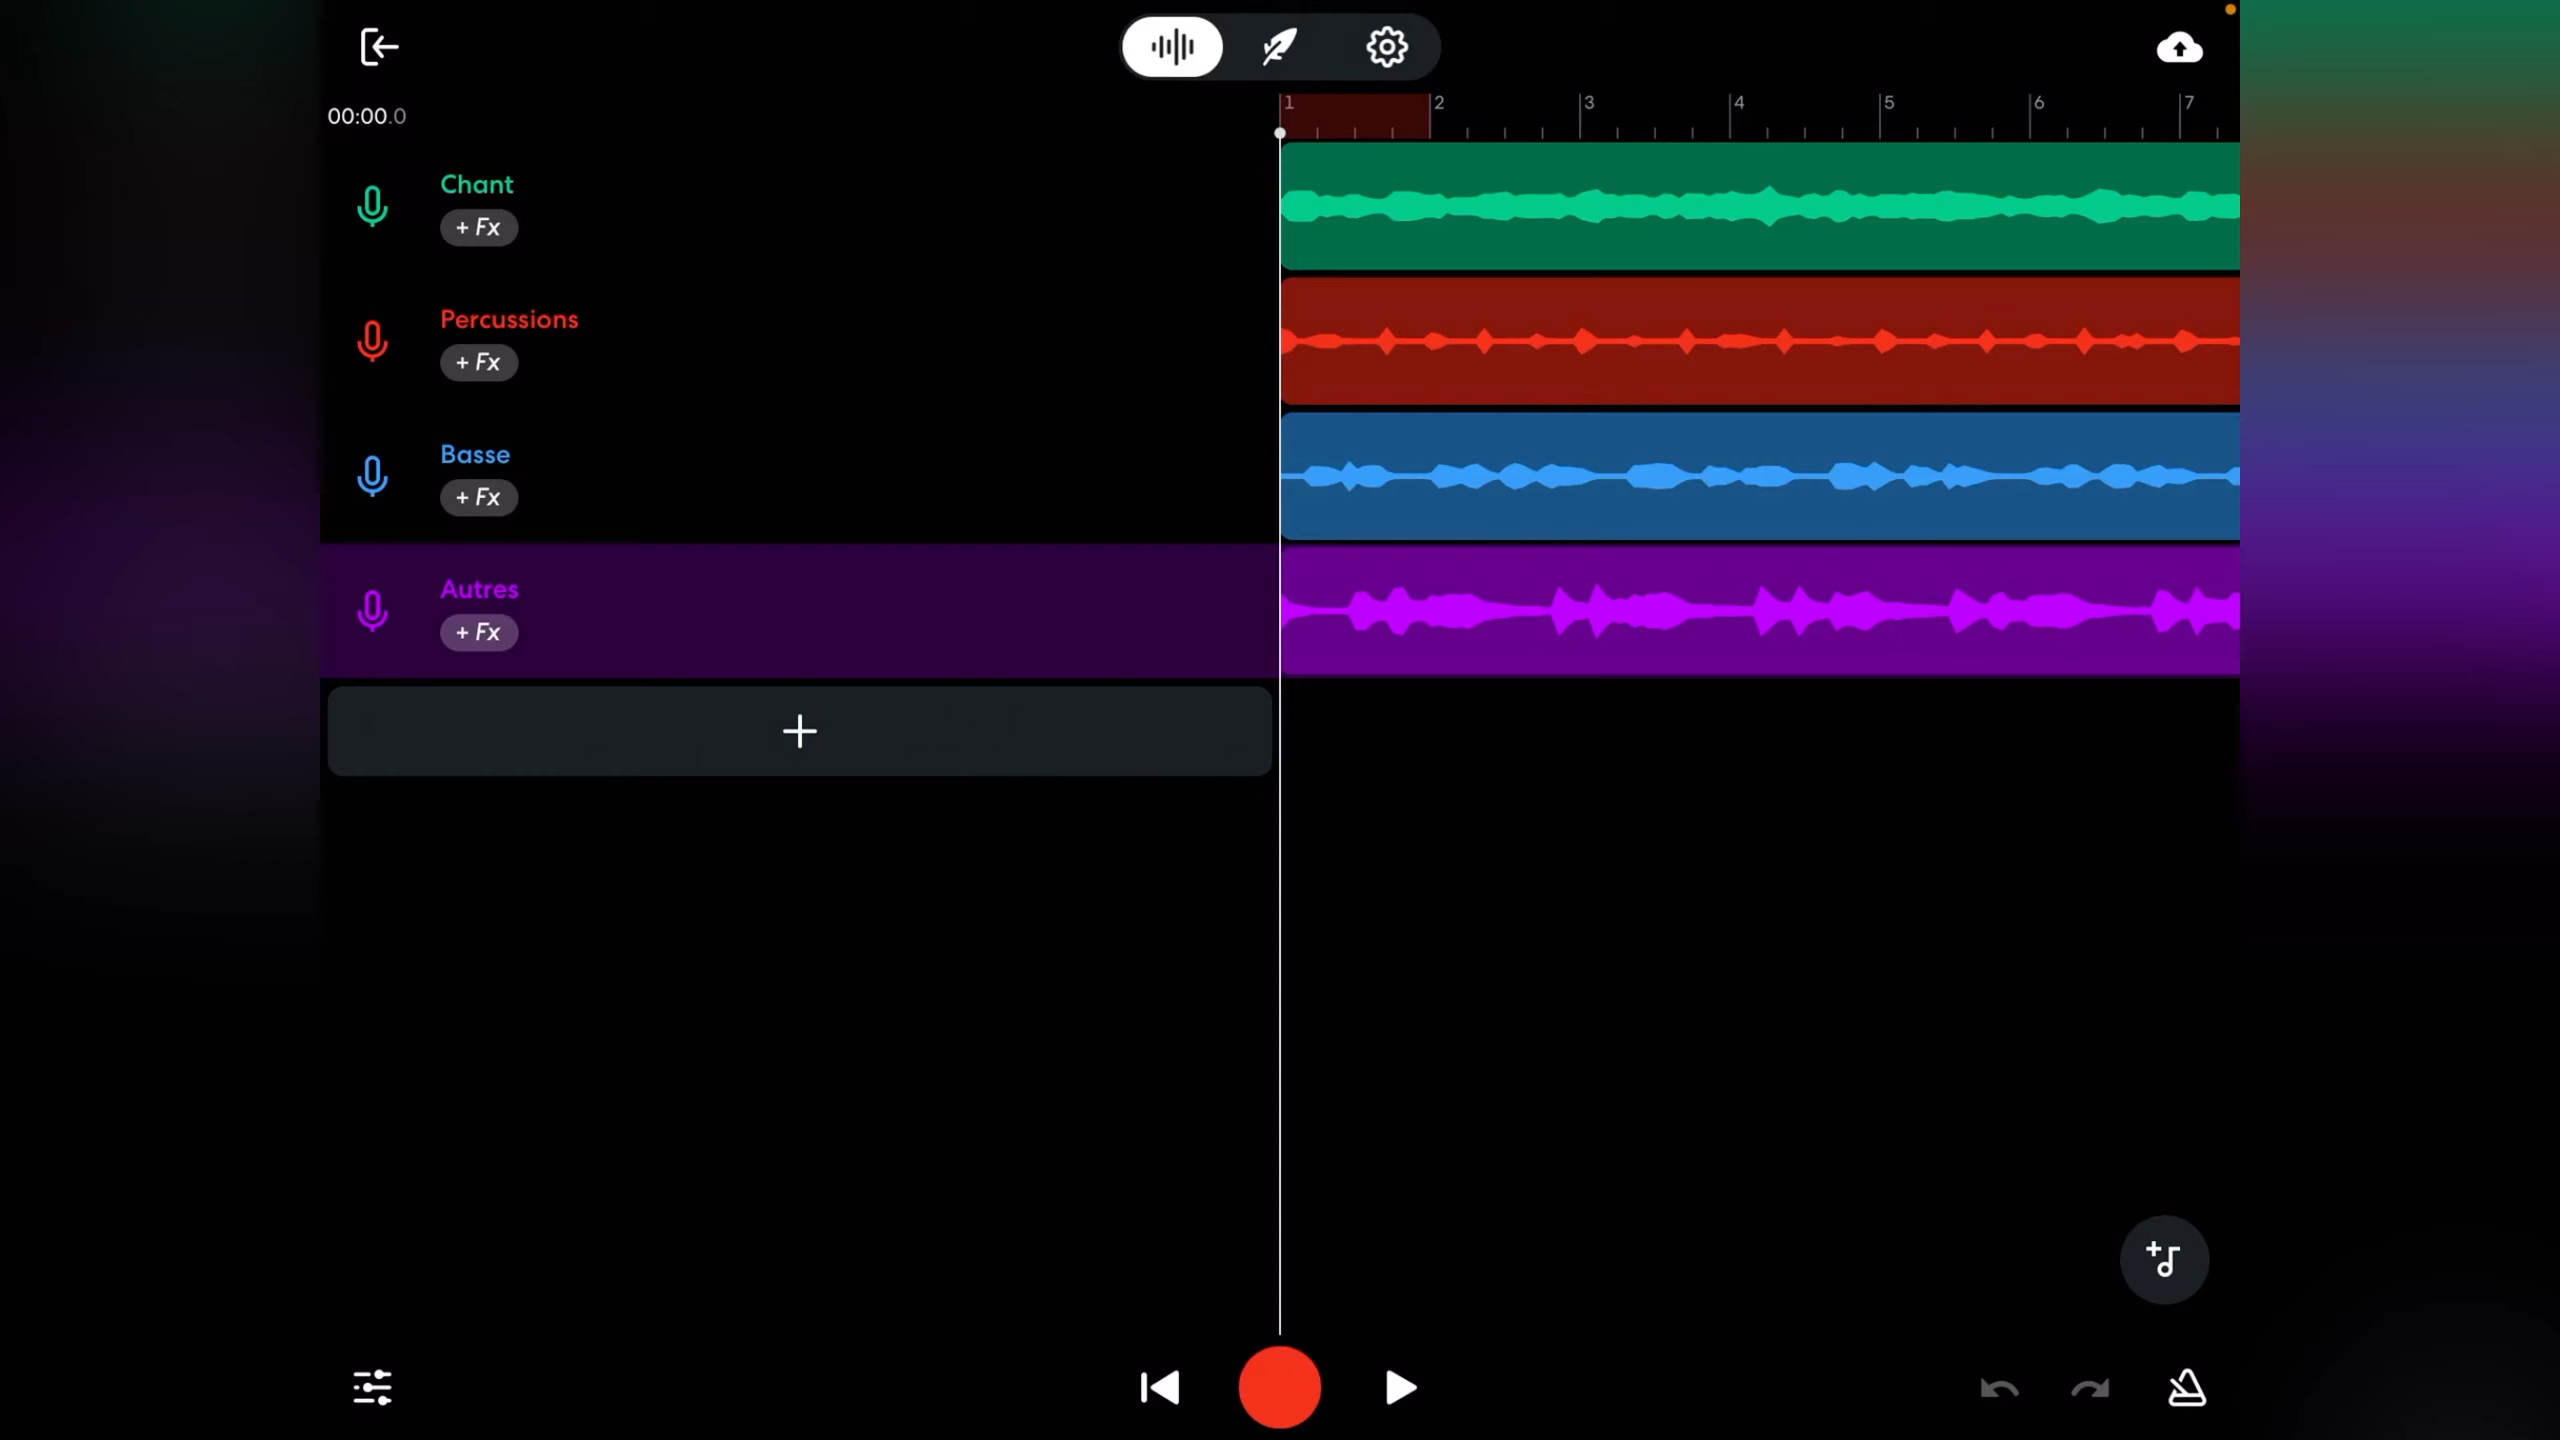 00:00.0
1 2 3 4 5 6 7
Chant
+ Fx
Percussions
+ Fx
Basse
+ Fx
Autres
+ Fx